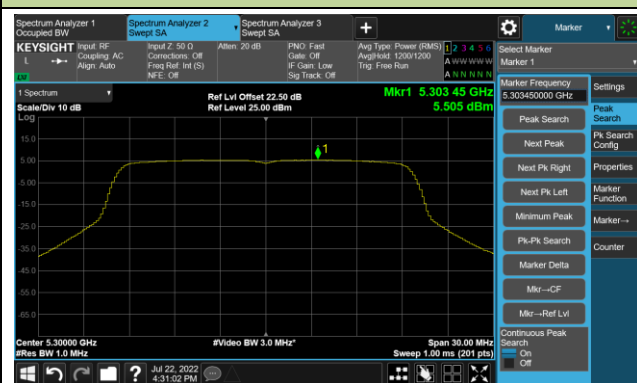 Spectrum Analyzer 1
Occupied BW
Spectrum Analyzer 2
Swept SA
Spectrum Analyzer 3
Swept SA
Marker
KEYSIGHT
Input: RF
Coupling: AC
Align: Auto
Input Z: 50 Ω
Corrections: Off
Freq Ref: Int (S)
NFE: Off
Atten: 20 dB
PNO: Fast
Gate: Off
IF Gain: Low
Sig Track: Off
Avg Type: Power (RMS)
Avg|Hold: 1200/1200
Trig: Free Run
1 2 3 4 5 6
A W W W W W
A N N N N N
Select Marker
Marker 1
1 Spectrum
Scale/Div 10 dB
Ref Lvl Offset 22.50 dB
Ref Level 25.00 dBm
Mkr1 5.303 45 GHz
5.505 dBm
Log
15.0
5.00
-5.00
-15.0
-25.0
-35.0
-45.0
-55.0
-65.0
1
Center 5.30000 GHz
#Res BW 1.0 MHz
#Video BW 3.0 MHz*
Span 30.00 MHz
Sweep 1.00 ms (201 pts)
Marker Frequency
5.303450000 GHz
Peak Search
Next Peak
Next Pk Right
Next Pk Left
Minimum Peak
Pk-Pk Search
Marker Delta
Mkr→CF
Mkr→Ref Lvl
Continuous Peak
Search
On
Off
Settings
Peak
Search
Pk Search
Config
Properties
Marker
Function
Marker→
Counter
Jul 22, 2022
4:31:02 PM